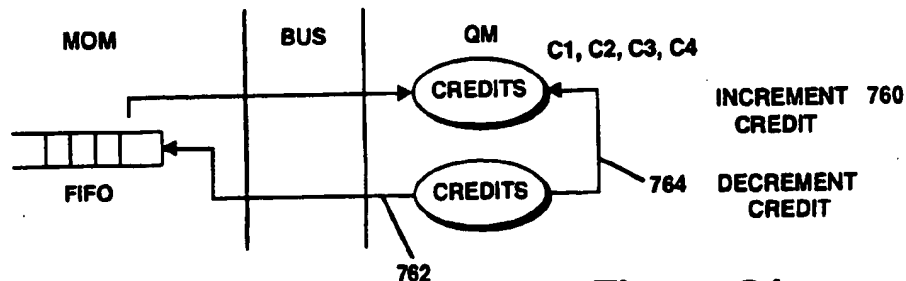 MOM
BUS
QM
C1, C2, C3, C4
CREDITS
INCREMENT 760
CREDIT
FIFO
CREDITS
764
DECREMENT
CREDIT
762